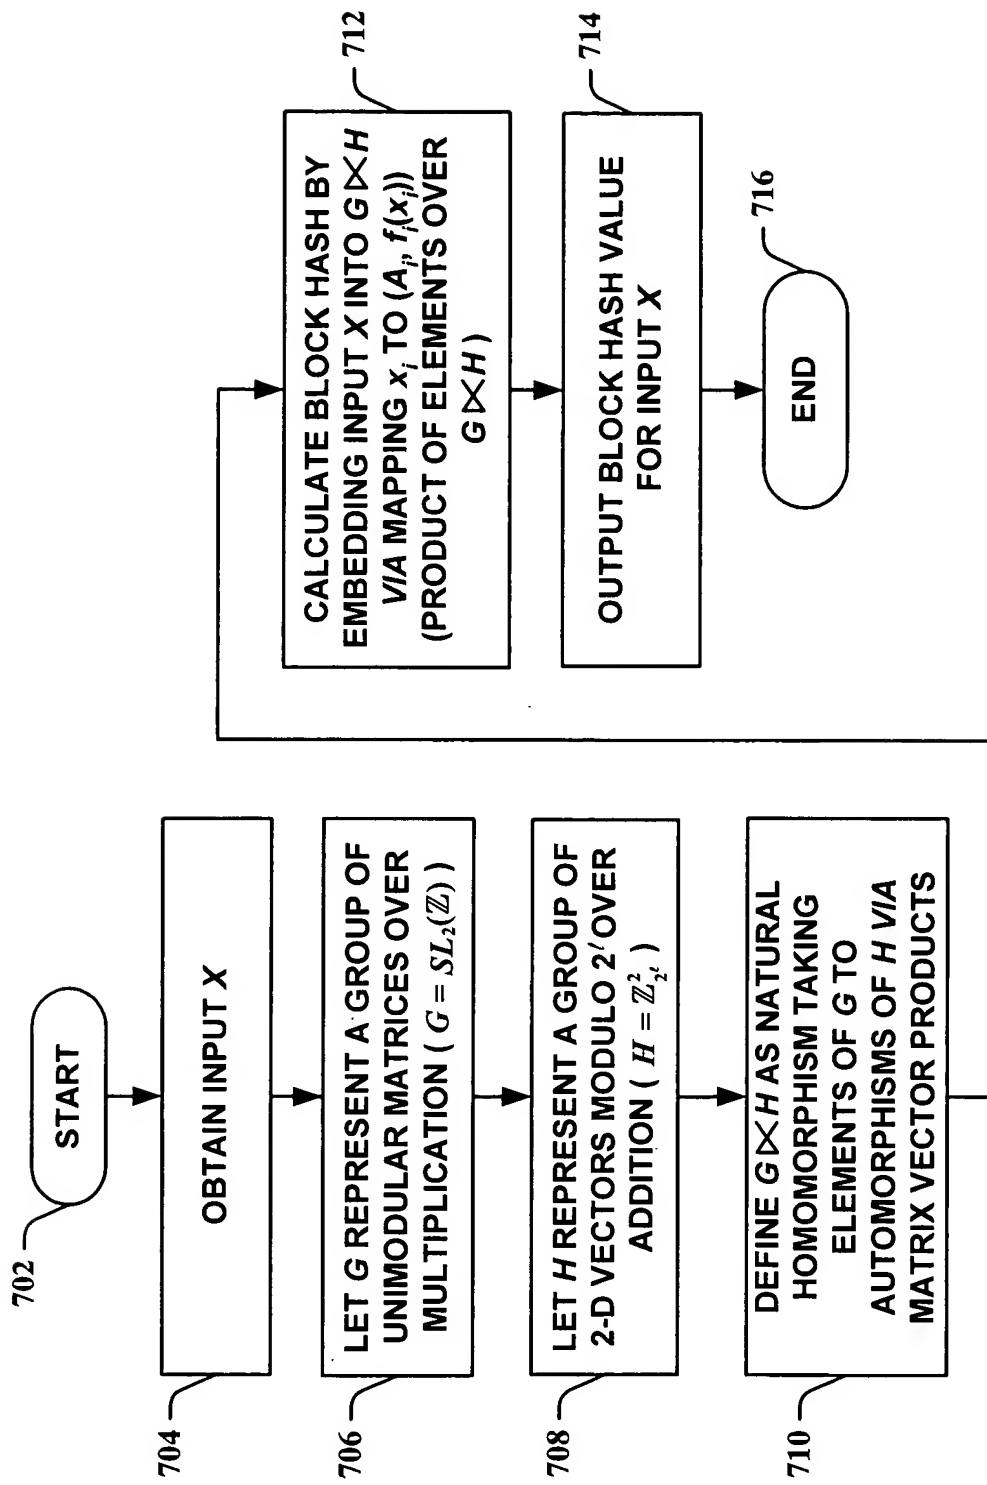 START
702
OBTAIN INPUT X
704
LET G REPRESENT A GROUP OF
UNIMODULAR MATRICES OVER
MULTIPLICATION ( G = SL₂(ℤ) )
706
LET H REPRESENT A GROUP OF
2-D VECTORS MODULO 2ˡ OVER
ADDITION ( H = ℤ²_{2ˡ} )
708
DEFINE G⋉H AS NATURAL
HOMOMORPHISM TAKING
ELEMENTS OF G TO
AUTOMORPHISMS OF H VIA
MATRIX VECTOR PRODUCTS
710
CALCULATE BLOCK HASH BY
EMBEDDING INPUT X INTO G⋉H
VIA MAPPING xᵢ TO (Aᵢ, fᵢ(xᵢ))
(PRODUCT OF ELEMENTS OVER
G⋉H )
712
OUTPUT BLOCK HASH VALUE
FOR INPUT X
714
END
716